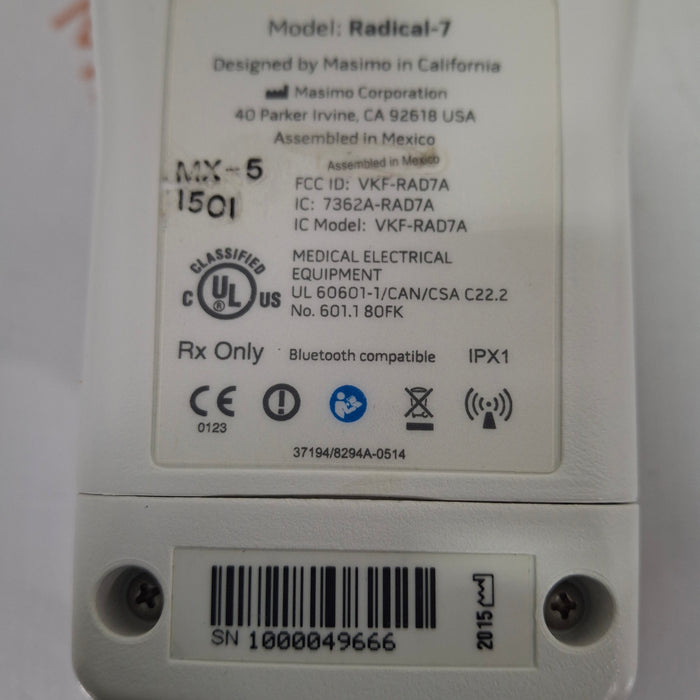 Model: Radical-7
Designed by Masimo in California
Masimo Corporation
40 Parker Irvine, CA 92618 USA
Assembled in Mexico
Assembled in Mexico
MX-5
1501
FCC ID: VKF-RAD7A
IC: 7362A-RAD7A
IC Model: VKF-RAD7A
CLASSIFIED
C UL US
®
MEDICAL ELECTRICAL
EQUIPMENT
UL 60601-1/CAN/CSA C22.2
No. 601.1 80FK
Rx Only Bluetooth compatible IPX1
CE
0123
37194/8294A-0514
SN 1000049666
2015